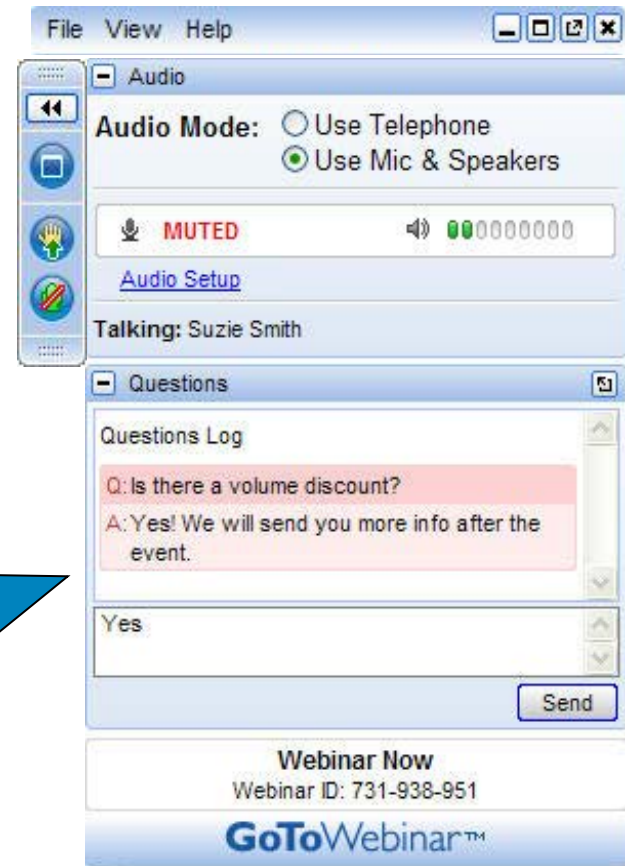 File View Help
Audio
Audio Mode: Use Telephone
Use Mic & Speakers
MUTED
Audio Setup
Talking: Suzie Smith
Questions
Questions Log
Q: Is there a volume discount?
A: Yes! We will send you more info after the
event.
Yes
Send
Webinar Now
Webinar ID: 731-938-951
GoToWebinar™